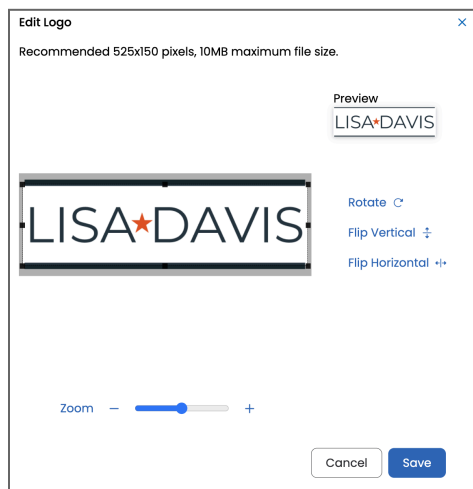 Edit Logo
Recommended 525x150 pixels, 10MB maximum file size.
Preview
LISA★DAVIS
LISA★DAVIS
Rotate
Flip Vertical
Flip Horizontal
Zoom
Cancel Save